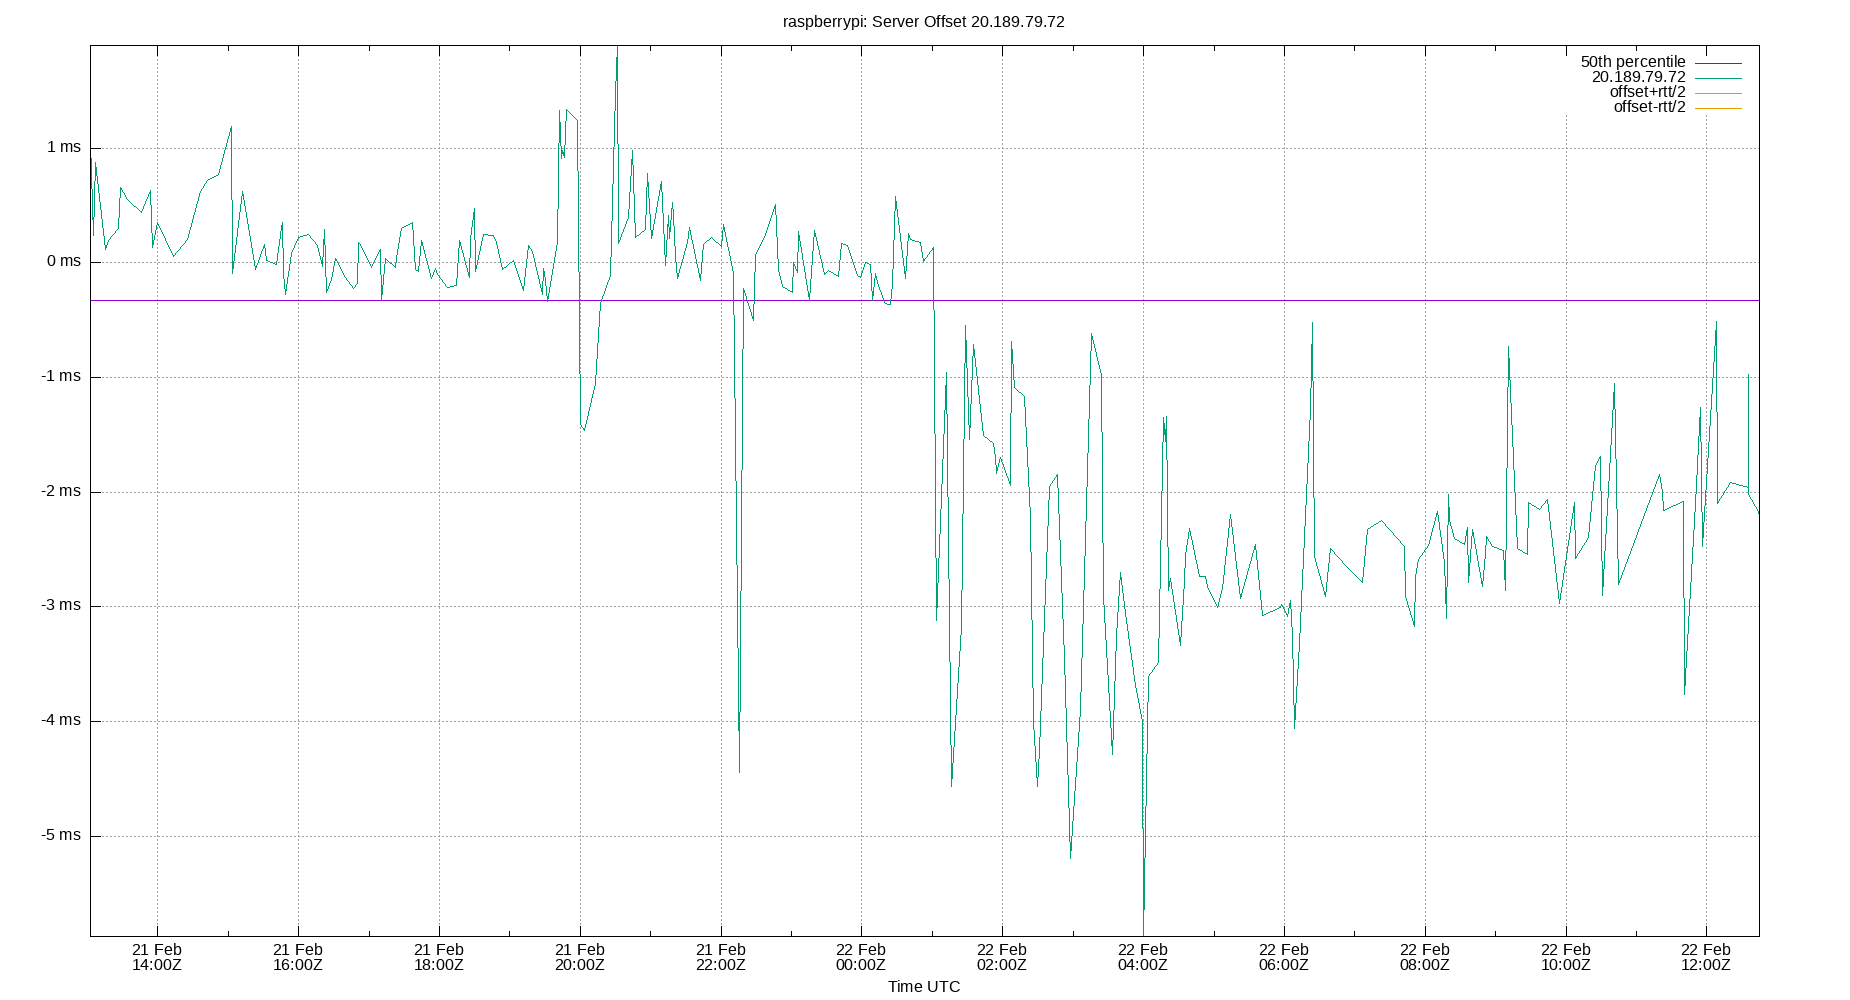 raspberrypi: Server Offset 20.189.79.72
50th percentile
20.189.79.72
offset+rtt/2
offset-rtt/2
1 ms
0 ms
-1 ms
-2 ms
-3 ms
-4 ms
-5 ms
21 Feb 21 Feb 21 Feb 21 Feb 21 Feb 22 Feb 22 Feb 22 Feb 22 Feb 22 Feb 22 Feb 22 Feb
14:00Z 16:00Z 18:00Z 20:00Z 22:00Z 00:00Z 02:00Z 04:00Z 06:00Z 08:00Z 10:00Z 12:00Z
Time UTC